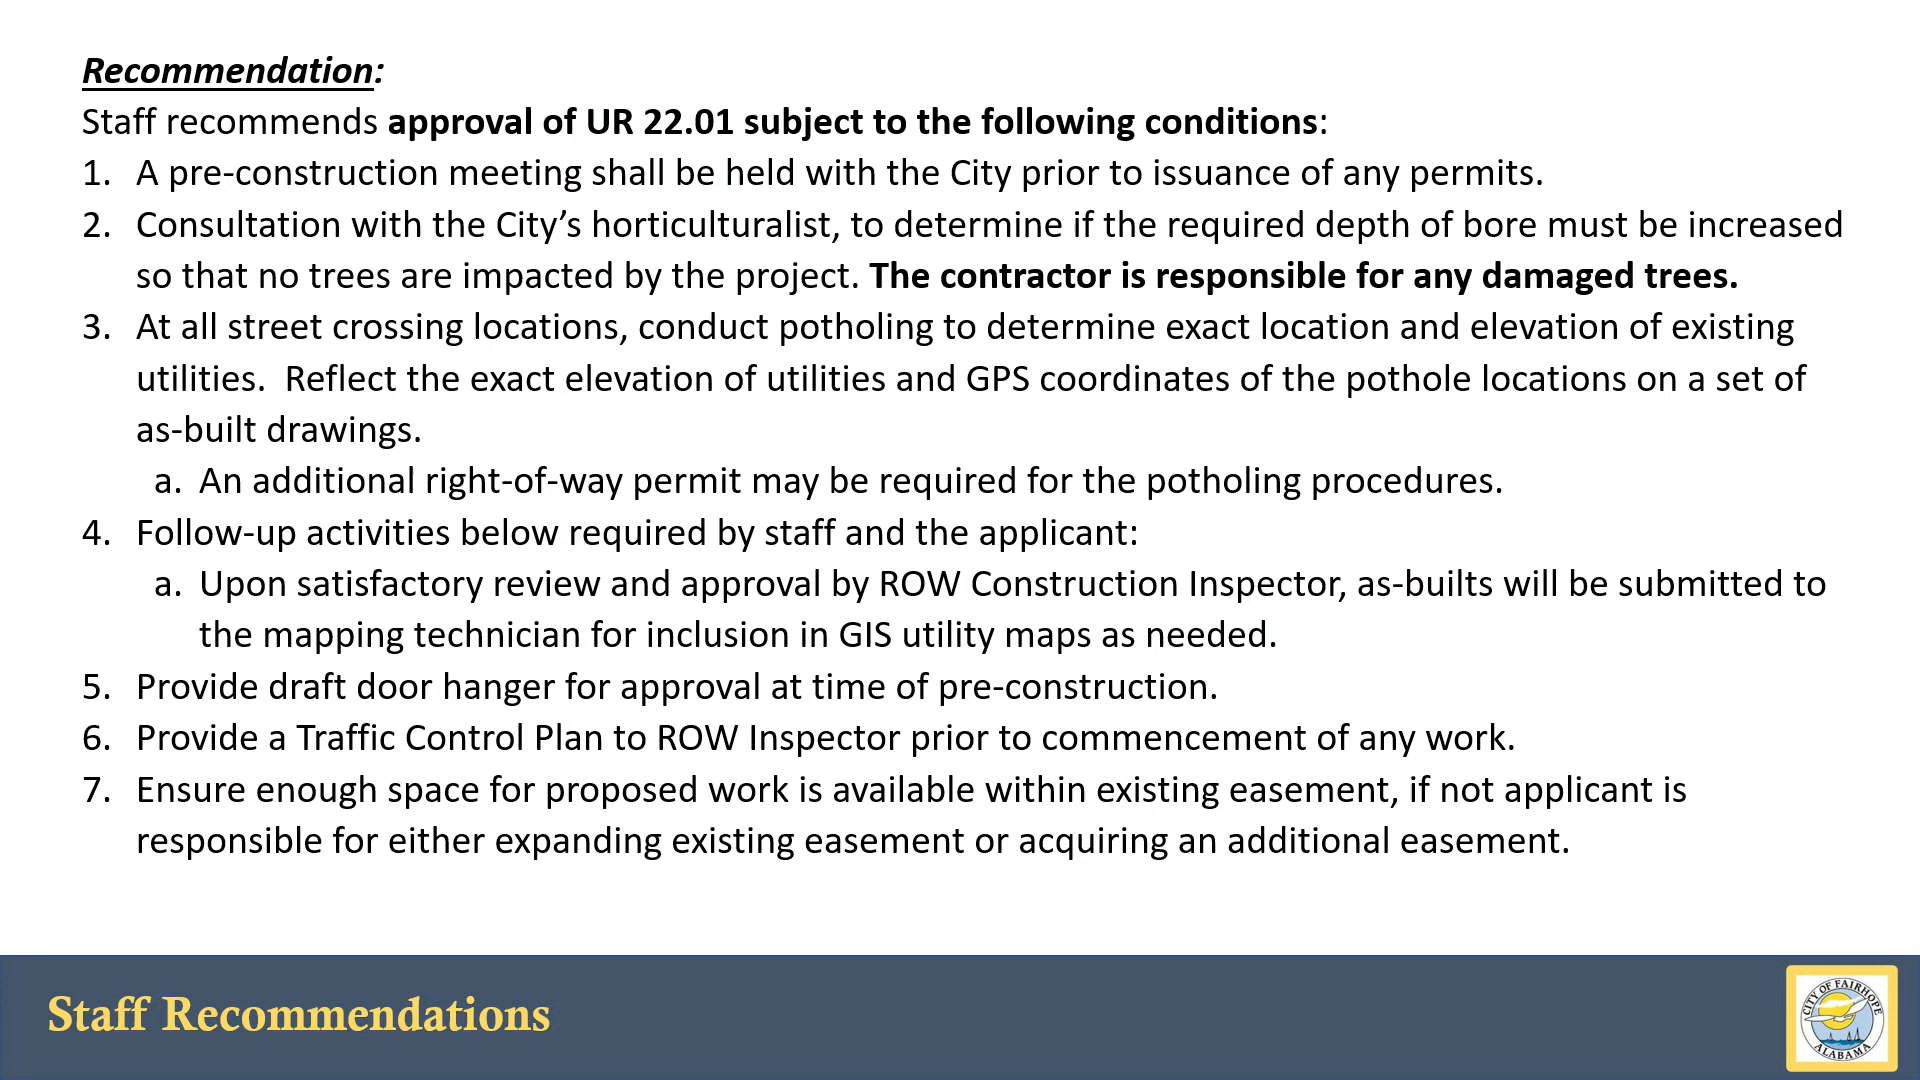 Recommendation:
Staff recommends approval of UR 22.01 subject to the following conditions:
1. A pre-construction meeting shall be held with the City prior to issuance of any permits.
2. Consultation with the City’s horticulturalist, to determine if the required depth of bore must be increased
so that no trees are impacted by the project. The contractor is responsible for any damaged trees.
3. At all street crossing locations, conduct potholing to determine exact location and elevation of existing
utilities.  Reflect the exact elevation of utilities and GPS coordinates of the pothole locations on a set of
as-built drawings.
a. An additional right-of-way permit may be required for the potholing procedures.
4. Follow-up activities below required by staff and the applicant:
a. Upon satisfactory review and approval by ROW Construction Inspector, as-builts will be submitted to
the mapping technician for inclusion in GIS utility maps as needed.
5. Provide draft door hanger for approval at time of pre-construction.
6. Provide a Traffic Control Plan to ROW Inspector prior to commencement of any work.
7. Ensure enough space for proposed work is available within existing easement, if not applicant is
responsible for either expanding existing easement or acquiring an additional easement.
Staff Recommendations
CITY OF FAIRHOPE
ALABAMA